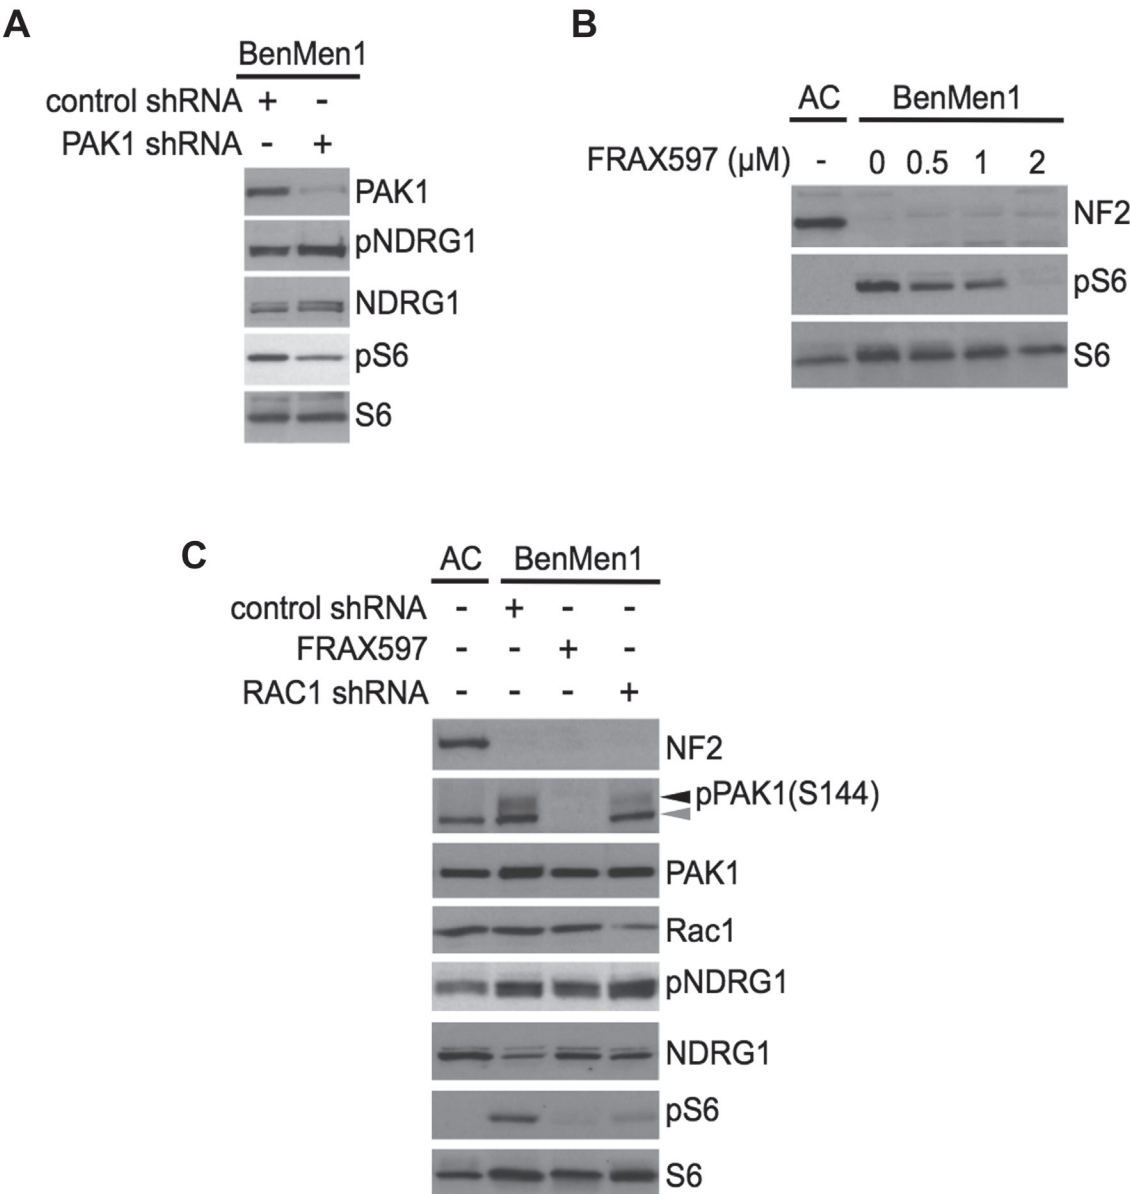 A
BenMen1
control shRNA + -
PAK1 shRNA - +
PAK1
pNDRG1
NDRG1
pS6
S6
B
AC BenMen1
FRAX597 (μM) - 0 0.5 1 2
NF2
pS6
S6
C
AC BenMen1
control shRNA - + - -
FRAX597 - - + -
RAC1 shRNA - - - +
NF2
pPAK1(S144)
PAK1
Rac1
pNDRG1
NDRG1
pS6
S6